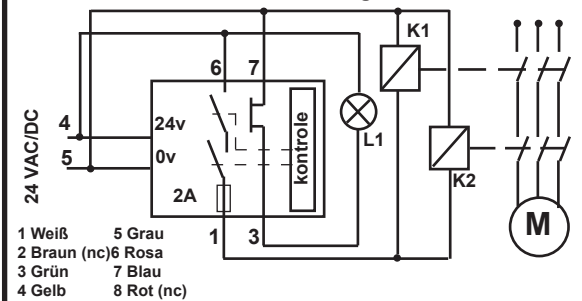 K1
6 7
4 24v
5 0v
24 VAC/DC
kontrole
L1
K2
2A
M
1 3
1 Weiß 5 Grau
2 Braun (nc) 6 Rosa
3 Grün 7 Blau
4 Gelb 8 Rot (nc)